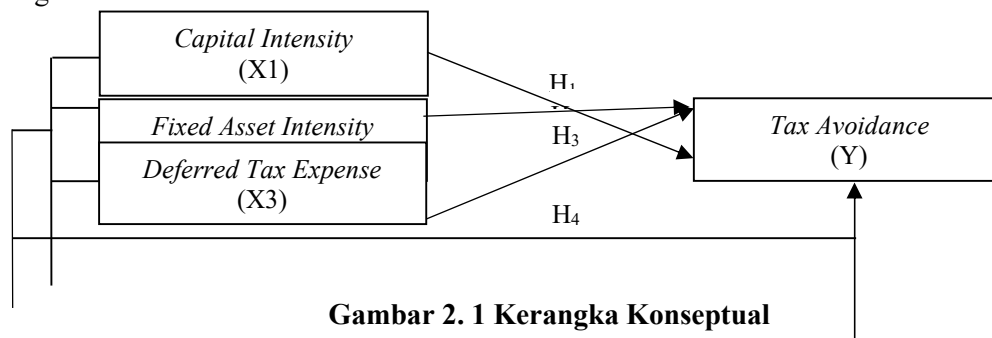 g
Capital Intensity
(X1)
H1
Fixed Asset Intensity
H3
Deferred Tax Expense
(X3)
Tax Avoidance
(Y)
H4
Gambar 2. 1 Kerangka Konseptual